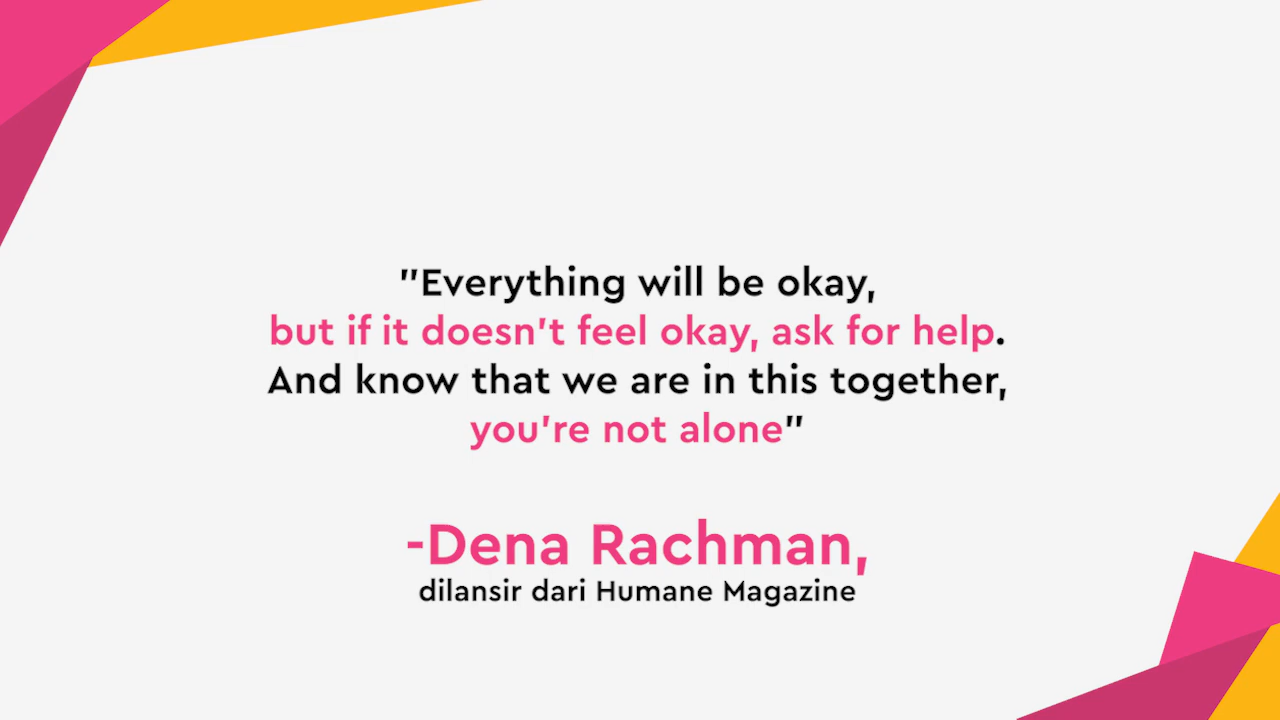 "Everything will be okay,
but if it doesn't feel okay, ask for help.
And know that we are in this together,
you're not alone"
-Dena Rachman,
dilansir dari Humane Magazine